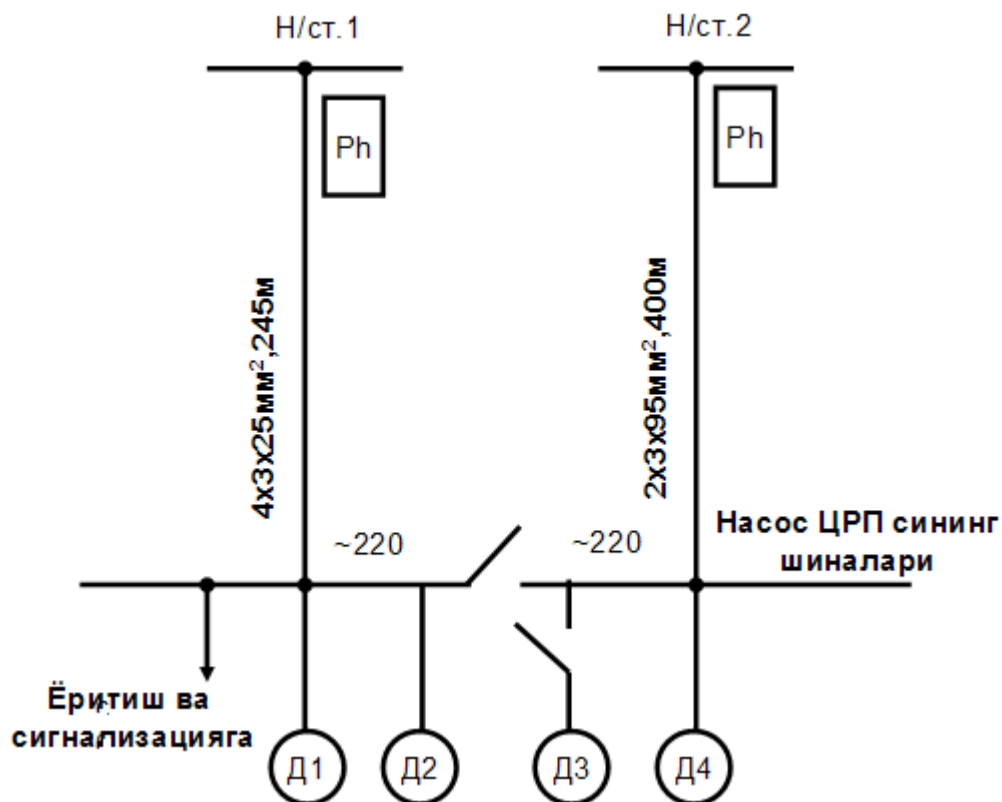 Н/ст.1
Н/ст.2
Ph
Ph
4х3х25мм²,245м
2х3х95мм²,400м
~220
~220
Насос ЦРП сининг
шиналари
Ёритиш ва
сигнализацияга
Д1
Д2
Д3
Д4